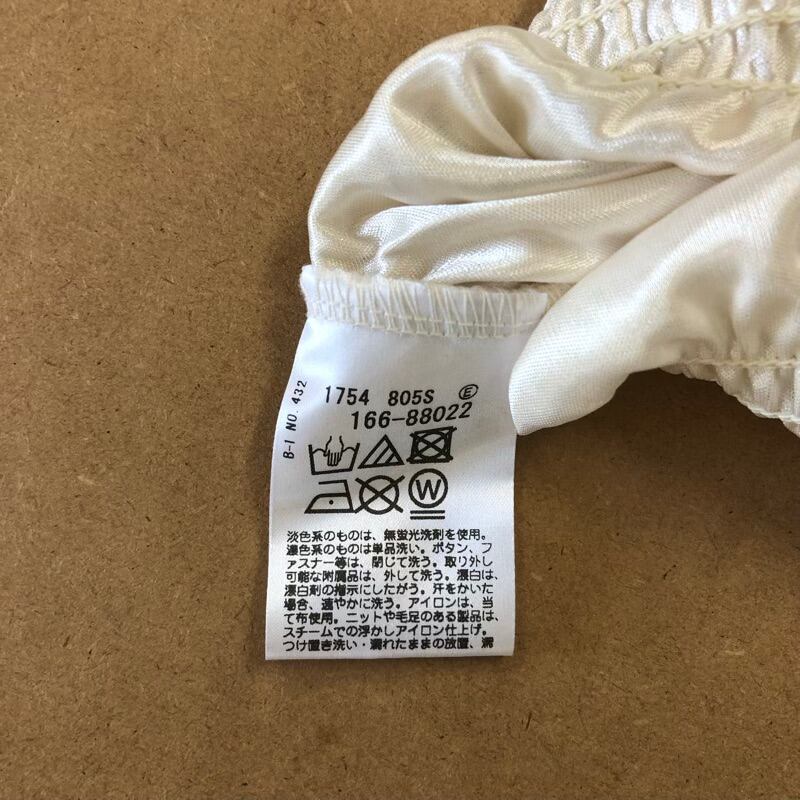 B-I NO. 432
1754 805S Ⓔ
166-88022
W
淡色系のものは、無蛍光洗剤を使用。
濃色系のものは単品洗い。ボタン、フ
ァスナー等は、閉じて洗う。取り外し
可能な附属品は、外して洗う。漂白は、
漂白剤の指示にしたがう。汗をかいた
場合、速やかに洗う。アイロンは、当
て布使用。ニットや毛足のある製品は、
スチームでの浮かしアイロン仕上げ。
つけ置き洗い・濡れたままの放置、濡